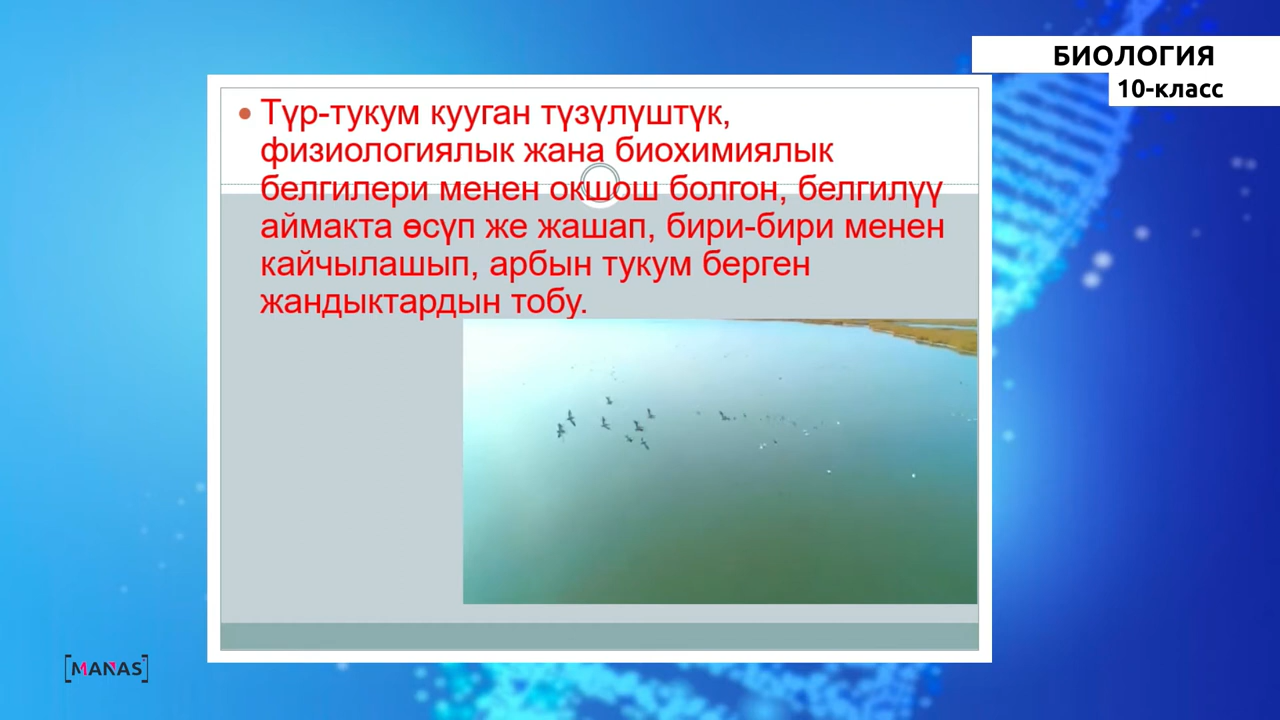 БИОЛОГИЯ
10-класс
• Түр-тукум кууган түзүлүштүк,
физиологиялык жана биохимиялык
белгилери менен окшош болгон, белгилүү
аймакта өсүп же жашап, бири-бири менен
кайчылашып, арбын тукум берген
жандыктардын тобу.
[MANAS]